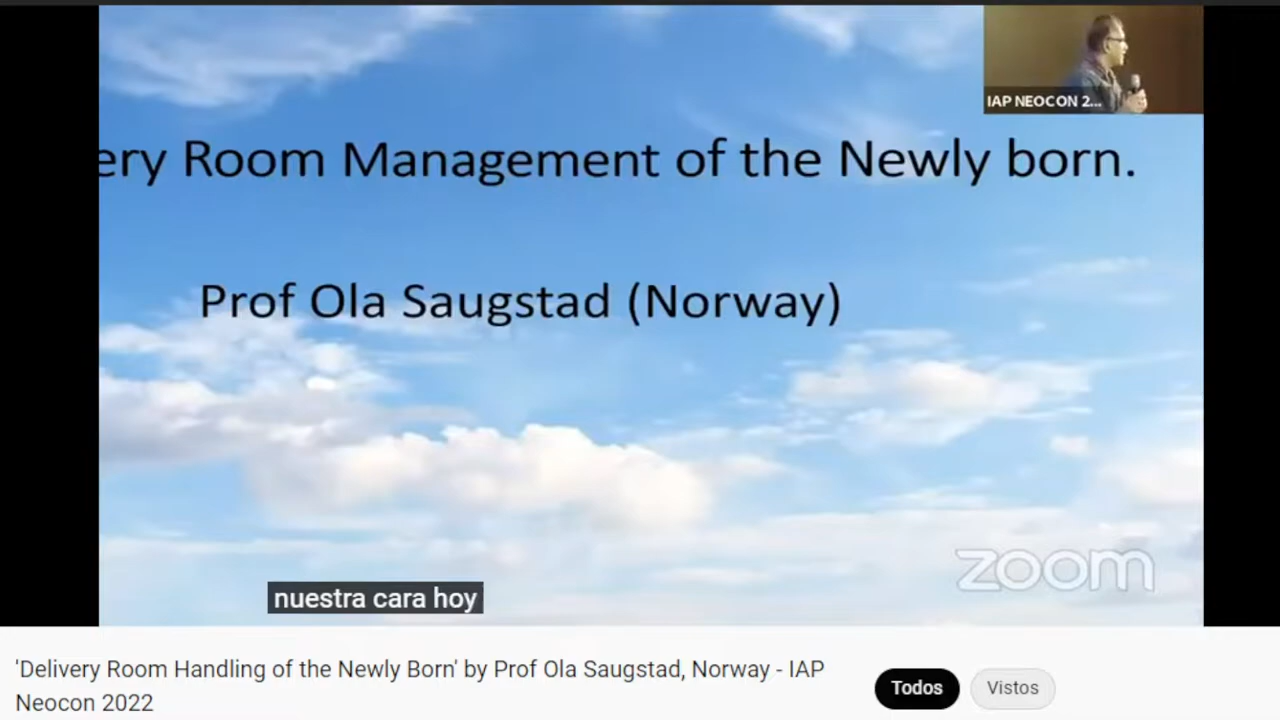 IAP NEOCON 2...
ery Room Management of the Newly born.
Prof Ola Saugstad (Norway)
zoom
nuestra cara hoy
'Delivery Room Handling of the Newly Born' by Prof Ola Saugstad, Norway - IAP
Neocon 2022
Todos
Vistos